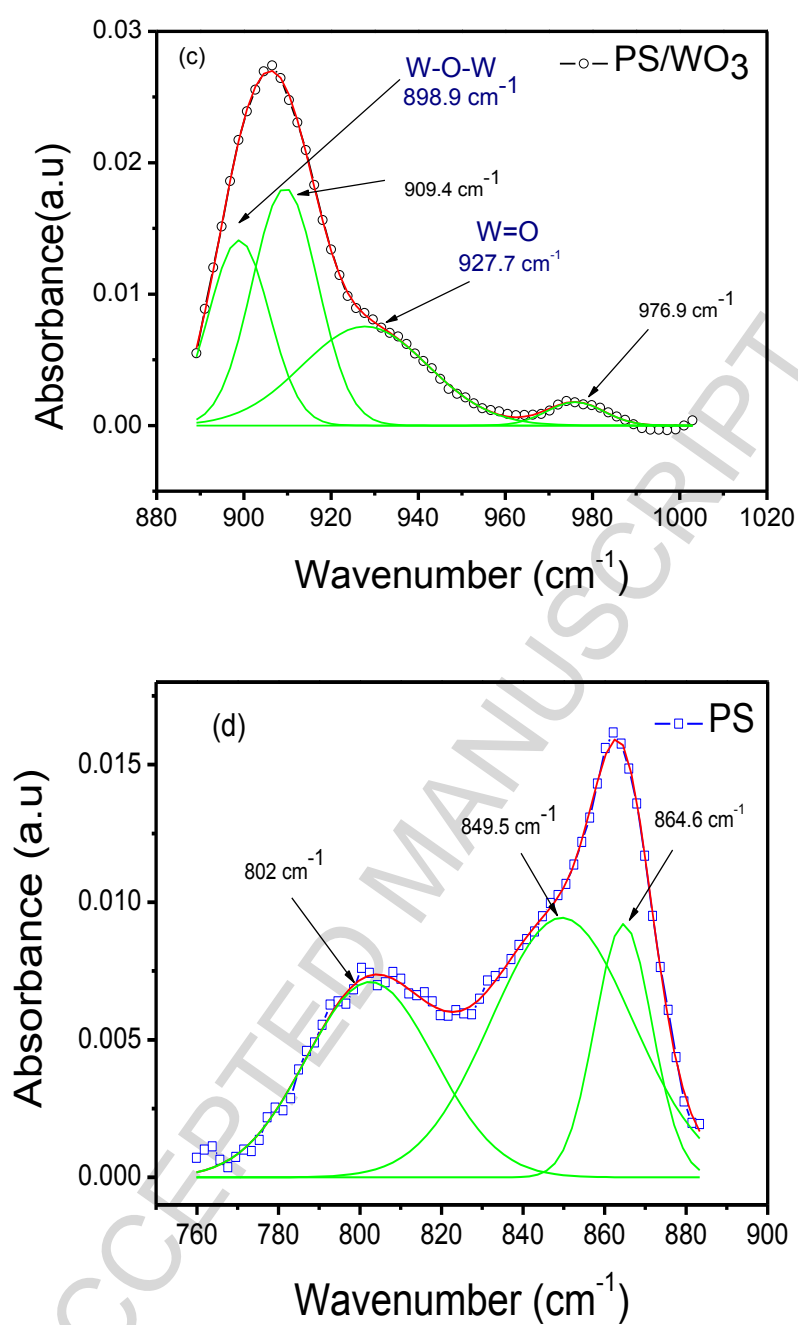 (c)
PS/WO3
W-O-W
898.9 cm-1
909.4 cm-1
W=O
927.7 cm-1
976.9 cm-1
0.03
0.02
0.01
0.00
Absorbance(a.u)
880 900 920 940 960 980 1000 1020
Wavenumber (cm-1)
(d)
PS
802 cm-1
849.5 cm-1
864.6 cm-1
0.015
0.010
0.005
0.000
Absorbance (a.u)
760 780 800 820 840 860 880 900
Wavenumber (cm-1)
CCEPTED MANUSCRIPT